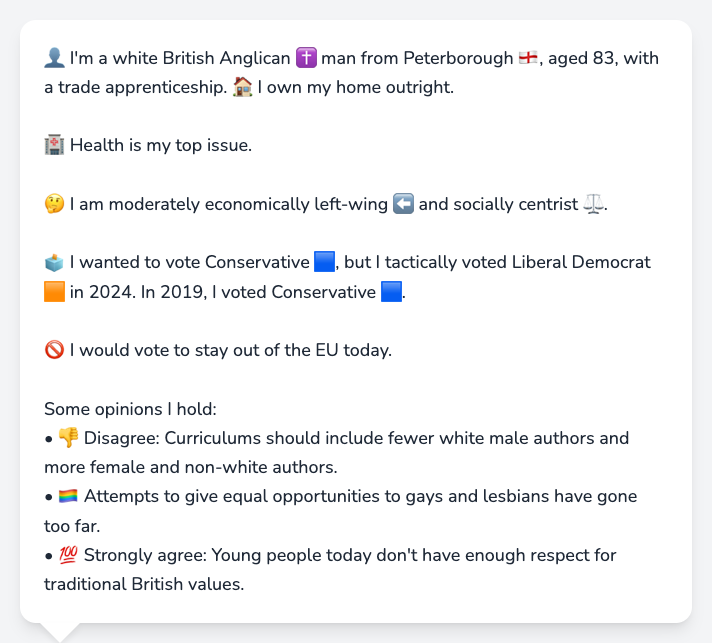 👤 I'm a white British Anglican ✝️ man from Peterborough 🏴󠁧󠁢󠁥󠁮󠁧󠁿, aged 83, with
a trade apprenticeship. 🏠 I own my home outright.
🏥 Health is my top issue.
🤔 I am moderately economically left-wing ⬅️ and socially centrist ⚖️.
🗳️ I wanted to vote Conservative 🟦, but I tactically voted Liberal Democrat
🟧 in 2024. In 2019, I voted Conservative 🟦.
🚫 I would vote to stay out of the EU today.
Some opinions I hold:
• 👎 Disagree: Curriculums should include fewer white male authors and
more female and non-white authors.
• 🏳️‍🌈 Attempts to give equal opportunities to gays and lesbians have gone
too far.
• 💯 Strongly agree: Young people today don't have enough respect for
traditional British values.